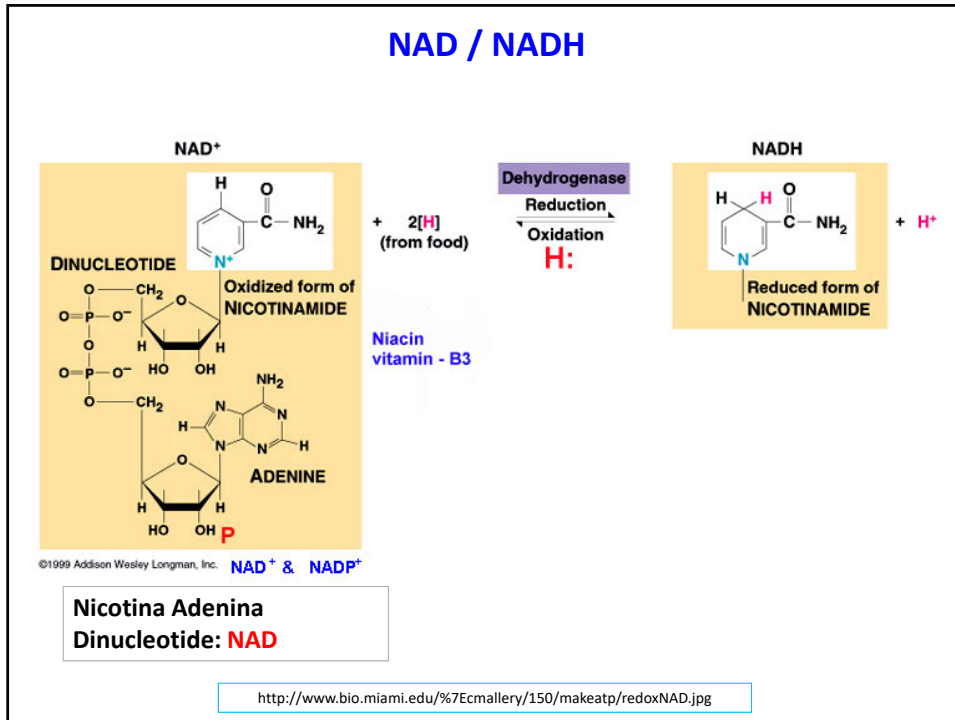 NAD / NADH
NAD+
NADH
H
O
C
NH2
N+
+ 2[H]
(from food)
Dehydrogenase
Reduction
Oxidation
H:
H
H
O
C
NH2
N
+ H+
DINUCLEOTIDE
Oxidized form of
NICOTINAMIDE
Reduced form of
NICOTINAMIDE
O
CH2
O
O=P—O−
H
H
O
HO
OH
Niacin
vitamin - B3
O=P—O−
O
CH2
NH2
N
N
H
N
N
H
O
ADENINE
H
H
HO
OH
P
©1999 Addison Wesley Longman, Inc.
NAD+ & NADP+
Nicotina Adenina
Dinucleotide: NAD
http://www.bio.miami.edu/%7Ecmallery/150/makeatp/redoxNAD.jpg